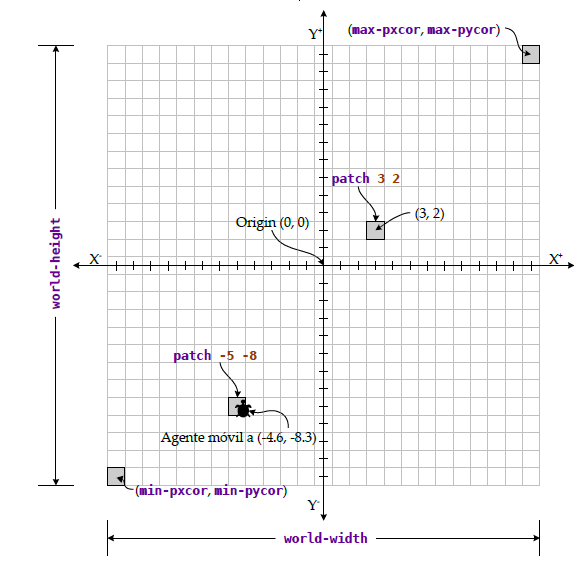 Y+
(max-pxcor, max-pycor)
patch 3 2
(3, 2)
Origin (0, 0)
X-
X+
world-height
patch -5 -8
Agente móvil a (-4.6, -8.3)
(min-pxcor, min-pycor)
Y-
world-width